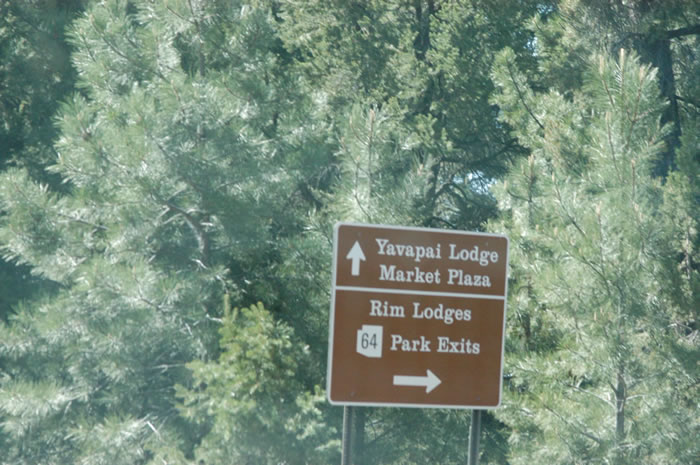 Yavapai Lodge
Market Plaza
Rim Lodges
64 Park Exits